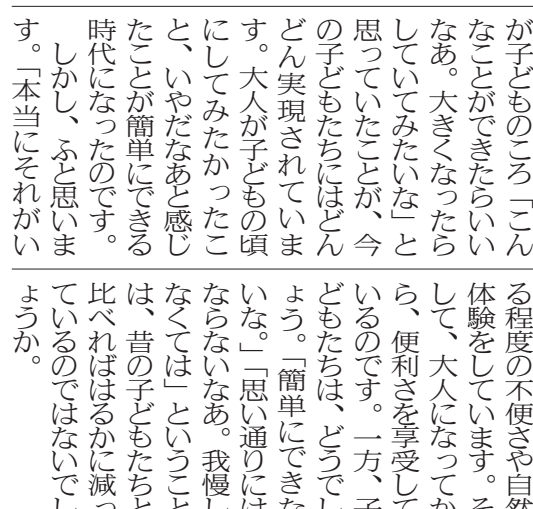 が子どものころ「こん
なことができたらいい
なあ。大きくなったら
していてみたいな」と
思っていたことが、今
の子どもたちにはどん
どん実現されていま
す。大人が子どもの頃
にしてみたかったこ
と、いやだなあと感じ
たことが簡単にできる
時代になったのです。
しかし、ふと思いま
す。「本当にそれがい
る程度の不便さや自然
体験をしています。そ
して、大人になってか
ら、便利さを享受して
いるのです。一方、子
どもたちは、どうでし
ょう。「簡単にできな
いな。」「思い通りには
ならないなあ。我慢し
なくては」ということ
は、昔の子どもたちと
比べればはるかに減っ
ているのではないでし
ょうか。